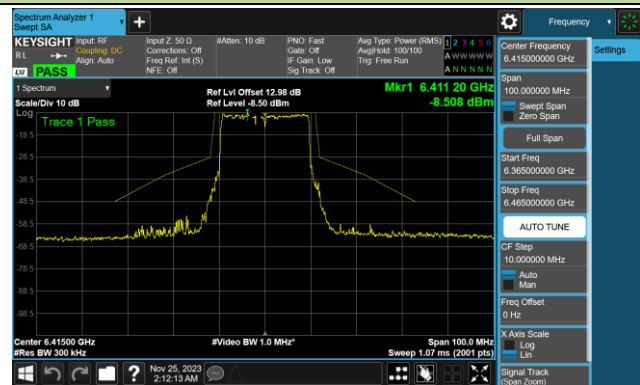 Spectrum Analyzer 1
Swept SA
Frequency
KEYSIGHT
Input: RF
Coupling: DC
Align: Auto
Input Z: 50 Ω
Corrections: Off
Freq Ref: Int (S)
NFE: Off
#Atten: 10 dB
PNO: Fast
Gate: Off
IF Gain: Low
Sig Track: Off
Avg Type: Power (RMS)
Avg|Hold: 100/100
Trig: Free Run
1 2 3 4 5 6
A W W W W W
A N N N N N
RL
LXI
PASS
1 Spectrum
Scale/Div 10 dB
Ref Lvl Offset 12.98 dB
Ref Level -8.50 dBm
Mkr1 6.411 20 GHz
-8.508 dBm
Log
Trace 1 Pass
1
-18.5
-28.5
-38.5
-48.5
-58.5
-68.5
-78.5
-88.5
-98.5
Center 6.41500 GHz
#Res BW 300 kHz
#Video BW 1.0 MHz*
Span 100.0 MHz
Sweep 1.07 ms (2001 pts)
Nov 25, 2023
2:12:13 AM
Center Frequency
6.415000000 GHz
Settings
Span
100.000000 MHz
Swept Span
Zero Span
Full Span
Start Freq
6.365000000 GHz
Stop Freq
6.465000000 GHz
AUTO TUNE
CF Step
10.000000 MHz
Auto
Man
Freq Offset
0 Hz
X Axis Scale
Log
Lin
Signal Track
(Span Zoom)